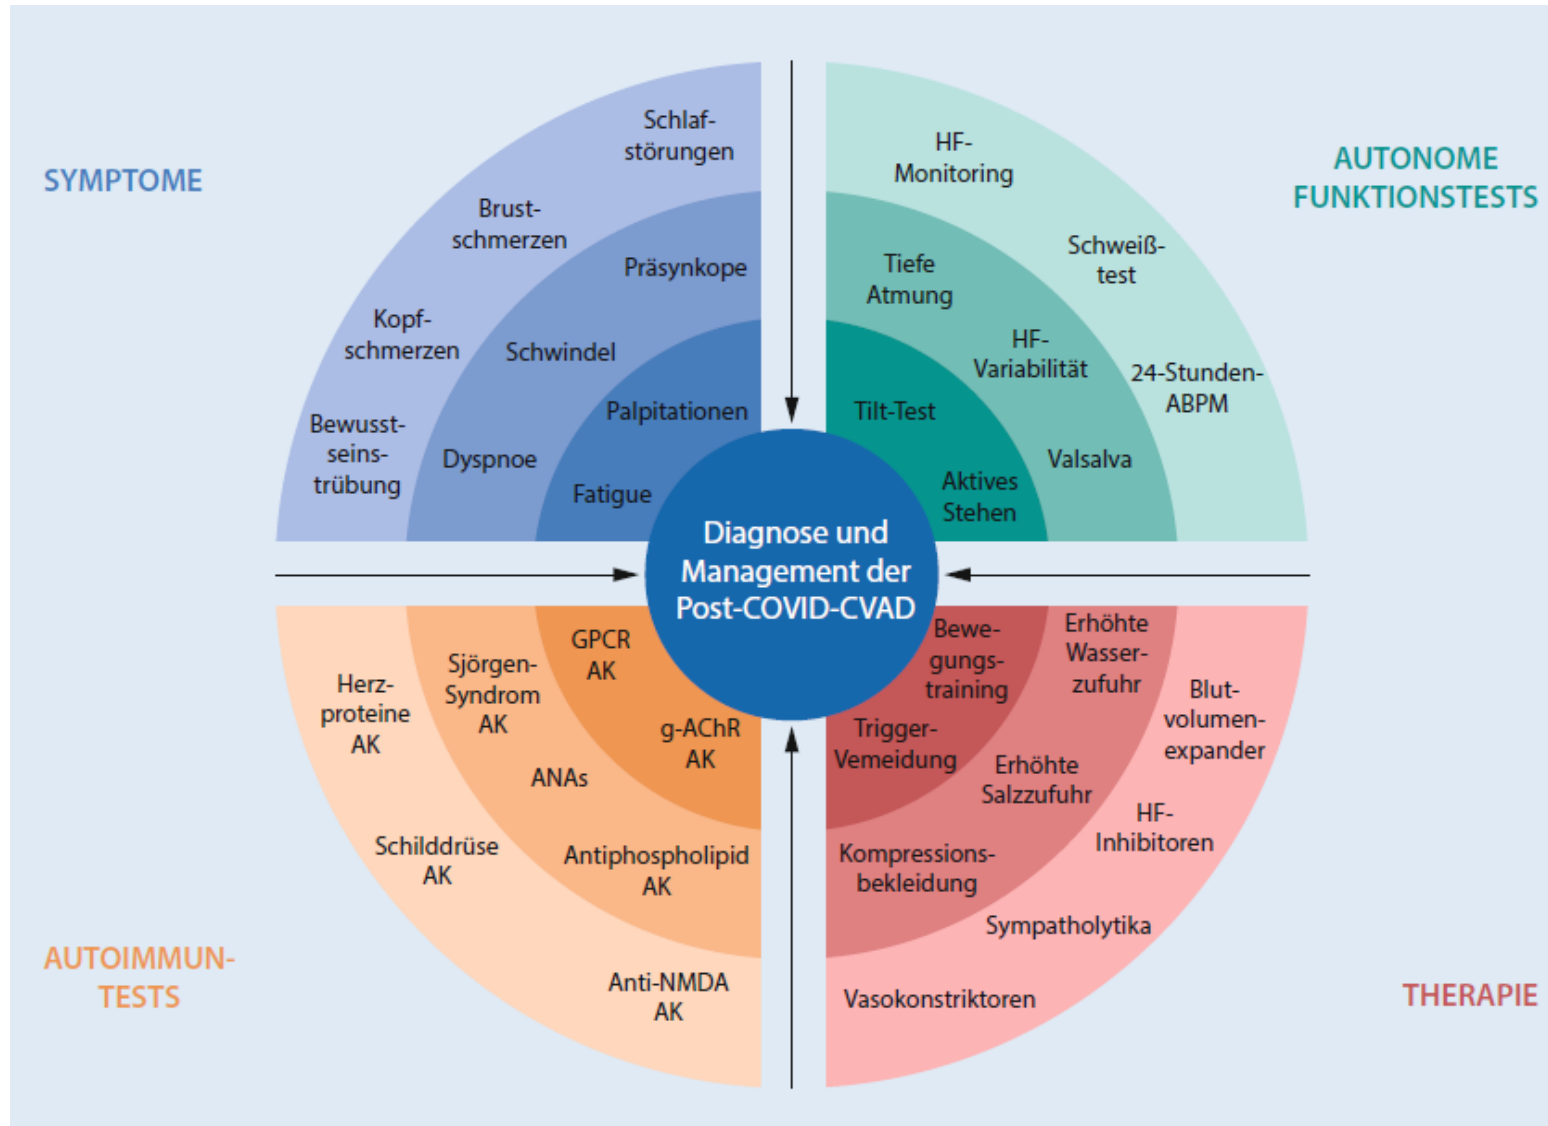 SYMPTOME
Schlaf-
störungen
Brust-
schmerzen
Präsynkope
Kopf-
schmerzen
Schwindel
Palpitationen
Bewusst-
seins-
trübung
Dyspnoe
Fatigue
AUTONOME
FUNKTIONSTESTS
HF-
Monitoring
Schweiß-
test
Tiefe
Atmung
HF-
Variabilität
24-Stunden-
ABPM
Tilt-Test
Valsalva
Aktives
Stehen
Diagnose und
Management der
Post-COVID-CVAD
GPCR
AK
Sjörgen-
Syndrom
AK
Herz-
proteine
AK
g-AChR
AK
ANAs
Schilddrüse
AK
Antiphospholipid
AK
Anti-NMDA
AK
AUTOIMMUN-
TESTS
Bewe-
gungs-
training
Erhöhte
Wasser-
zufuhr
Blut-
volumen-
expander
Trigger-
Vemeidung
Erhöhte
Salzzufuhr
HF-
Inhibitoren
Kompressions-
bekleidung
Sympatholytika
Vasokonstriktoren
THERAPIE